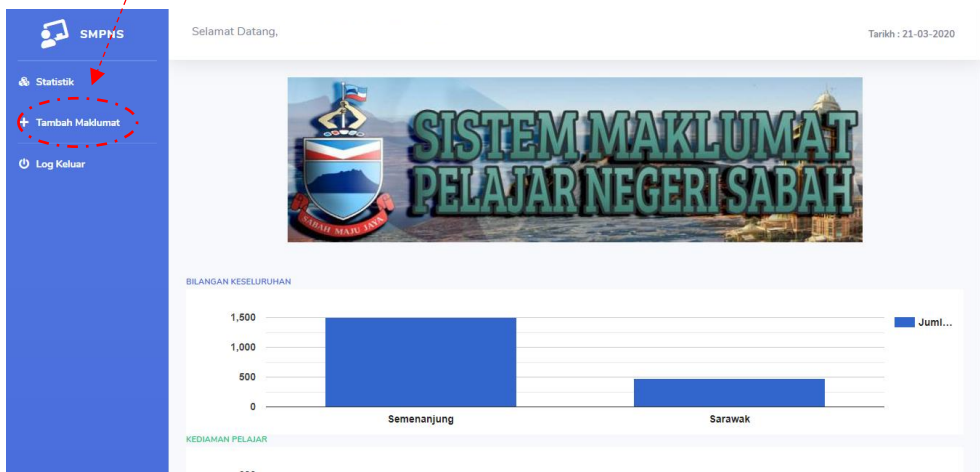 SMPNS
Selamat Datang,
Tarikh : 21-03-2020
Statistik
Tambah Maklumat
Log Keluar
SISTEM MAKLUMAT
PELAJAR NEGERI SABAH
SABAH MAJU JAYA
BILANGAN KESELURUHAN
1,500
1,000
500
0
Semenanjung
Sarawak
Juml...
KEDIAMAN PELAJAR